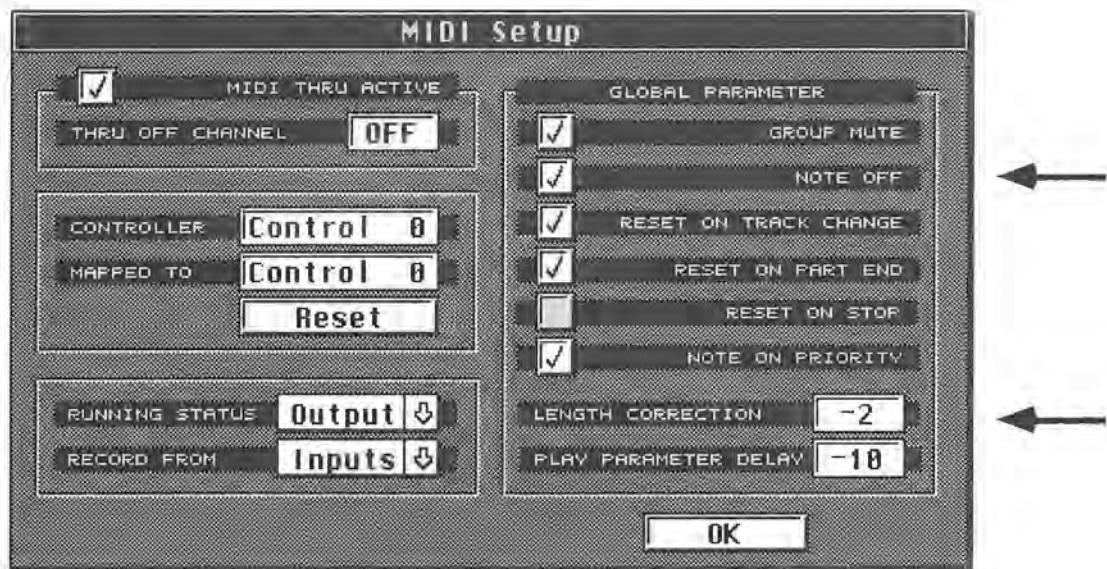 MIDI Setup
MIDI THRU ACTIVE
THRU OFF CHANNEL OFF
CONTROLLER Control 0
MAPPED TO Control 0
Reset
RUNNING STATUS Output
RECORD FROM Inputs
GLOBAL PARAMETER
GROUP MUTE
NOTE OFF
RESET ON TRACK CHANGE
RESET ON PART END
RESET ON STOP
NOTE ON PRIORITY
LENGTH CORRECTION -2
PLAY PARAMETER DELAY -10
OK